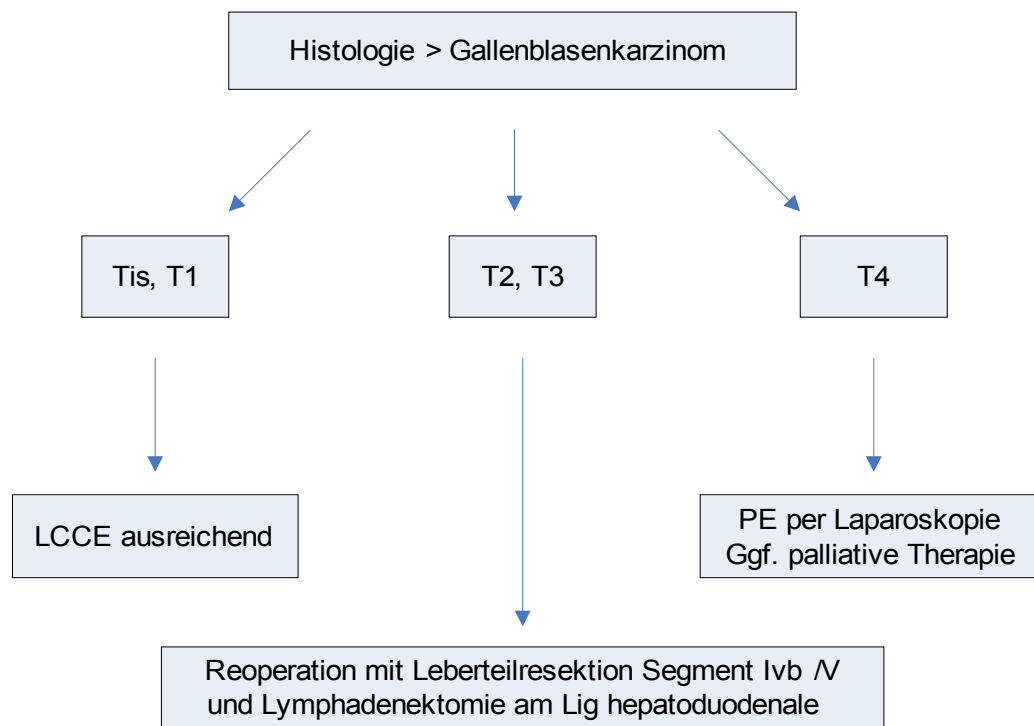 Histologie > Gallenblasenkarzinom
Tis, T1
T2, T3
T4
LCCE ausreichend
PE per Laparoskopie
Ggf. palliative Therapie
Reoperation mit Leberteilresektion Segment Ivb /V
und Lymphadenektomie am Lig hepatoduodenale